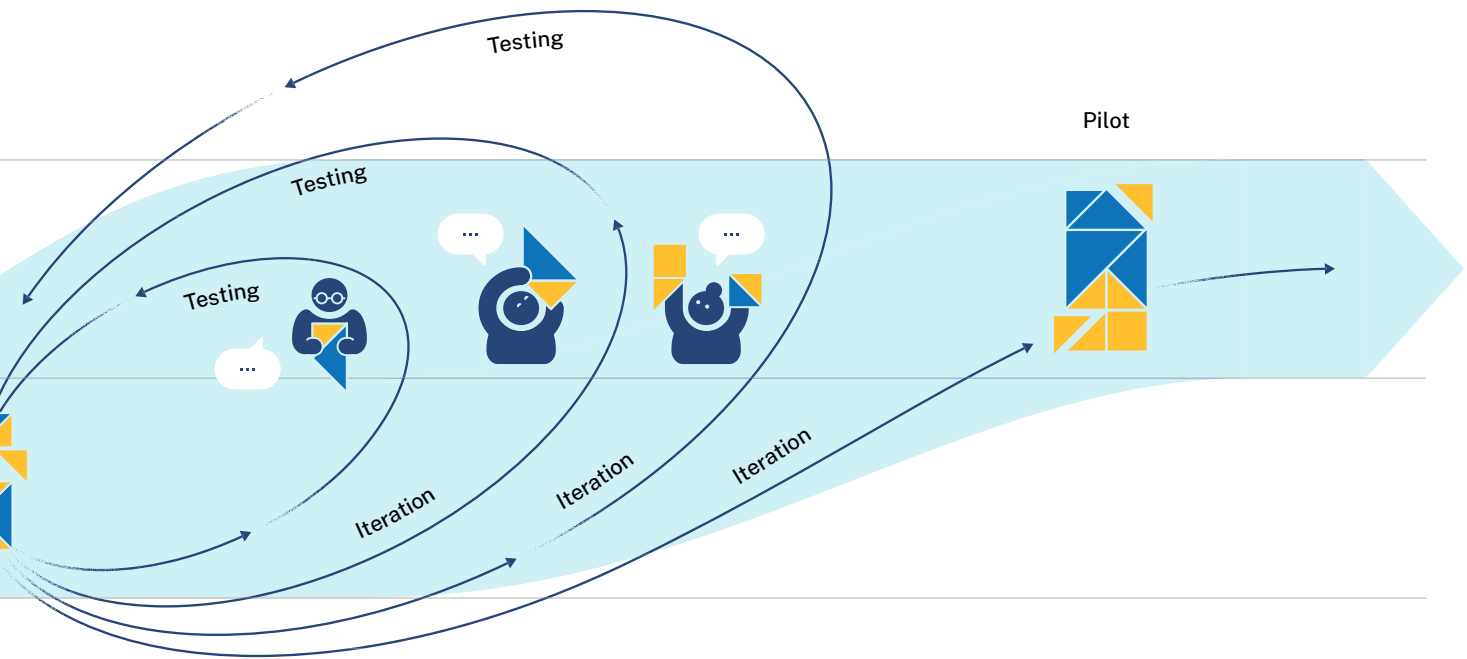 Testing
Pilot
Testing
Testing
...
...
...
Iteration
Iteration
Iteration